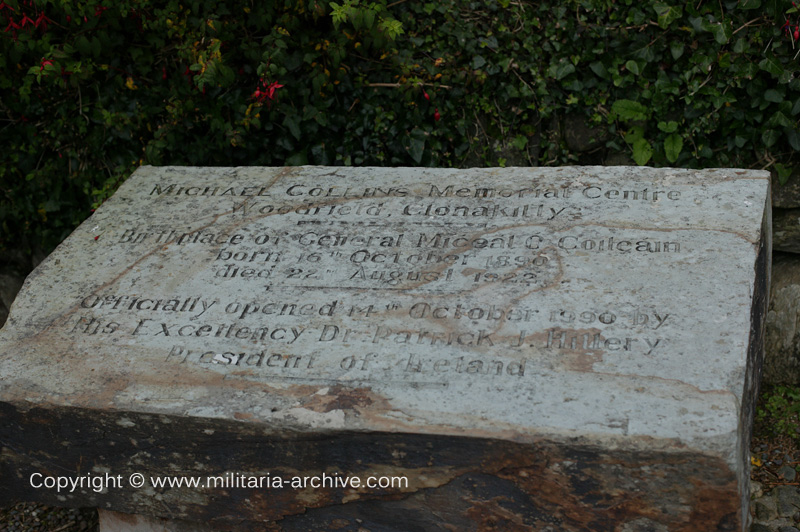 MICHAEL COLLINS MEMORIAL CENTRE
WOODFIELD, CLONAKILTY.
Birthplace of General Míceál Ó Coileáin
born 16th October 1890
died 22nd August 1922
Officially opened 14th October 1990 by
His Excellency Dr. Patrick J. Hillery
President of Ireland
Copyright © www.militaria-archive.com